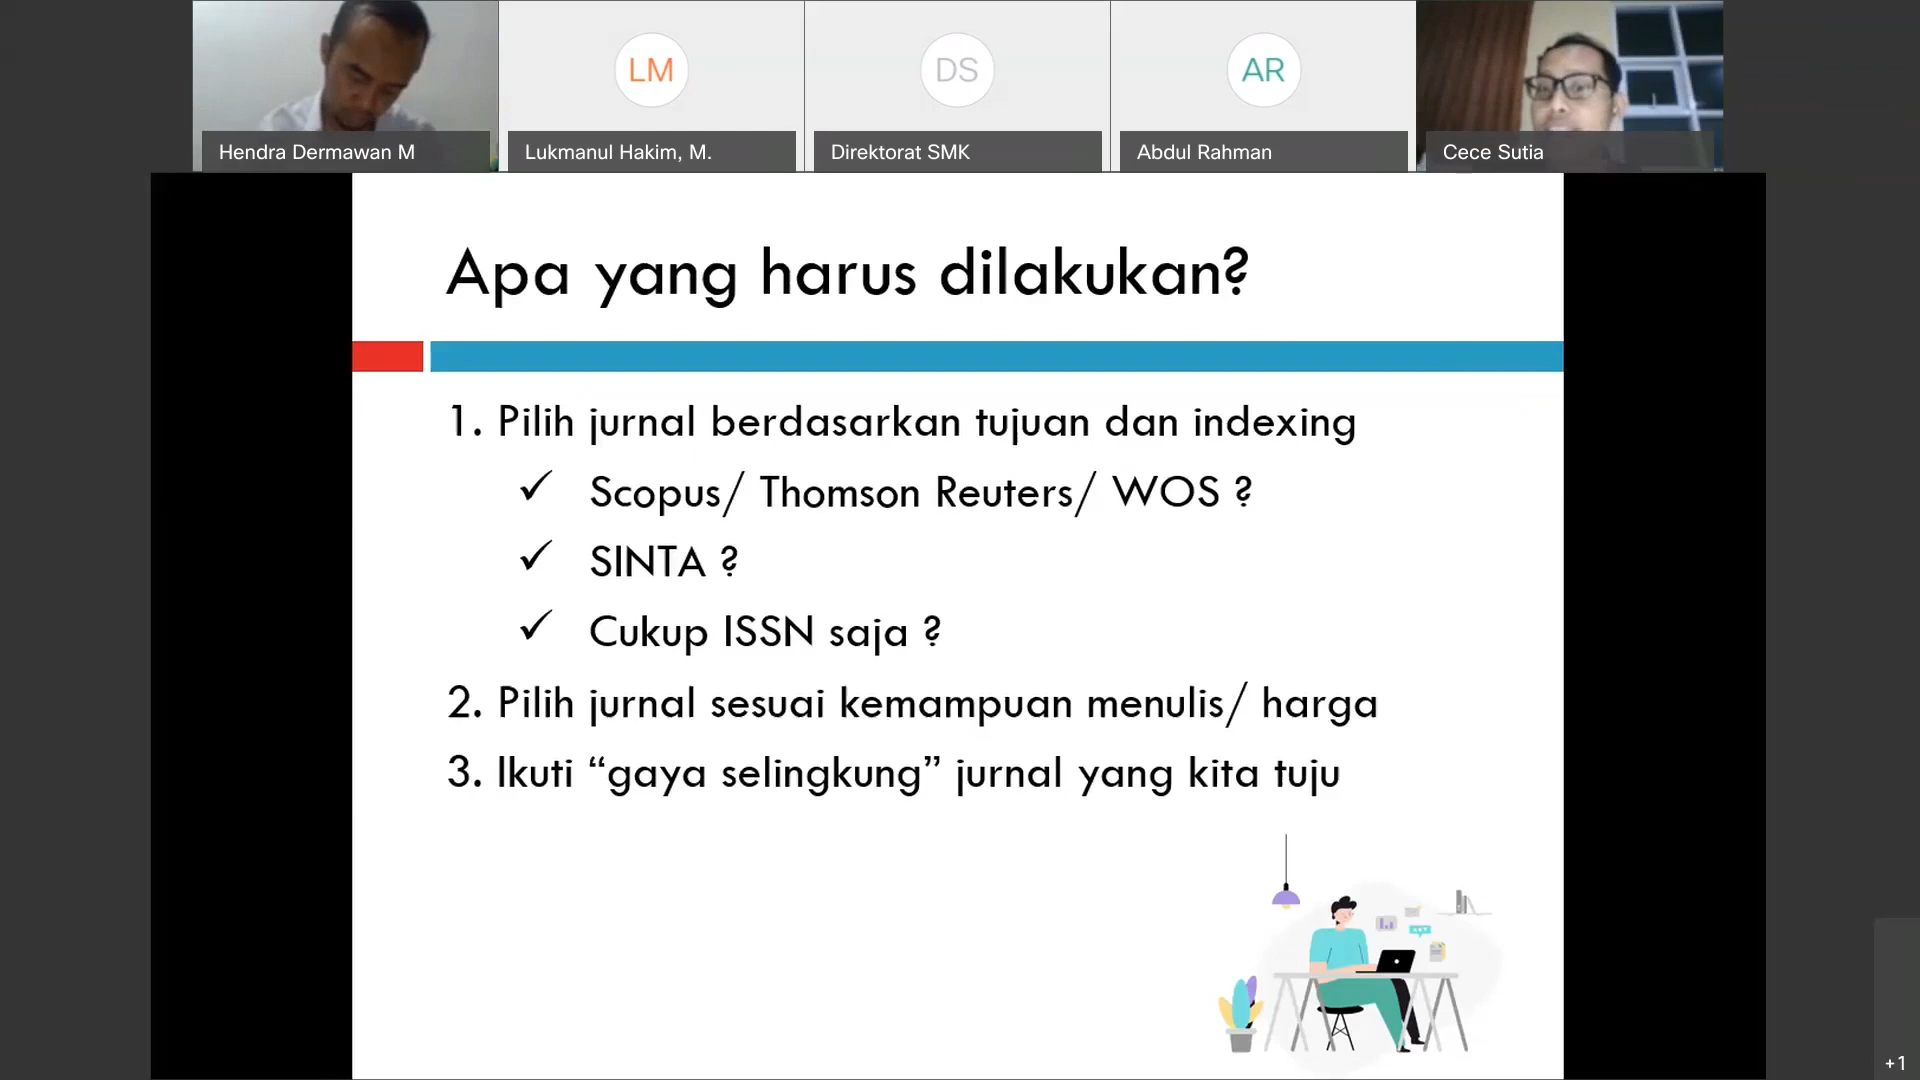 LM
DS
AR
Hendra Dermawan M
Lukmanul Hakim, M.
Direktorat SMK
Abdul Rahman
Cece Sutia
Apa yang harus dilakukan?
1. Pilih jurnal berdasarkan tujuan dan indexing
✓ Scopus/ Thomson Reuters/ WOS ?
✓ SINTA ?
✓ Cukup ISSN saja ?
2. Pilih jurnal sesuai kemampuan menulis/ harga
3. Ikuti “gaya selingkung” jurnal yang kita tuju
+1